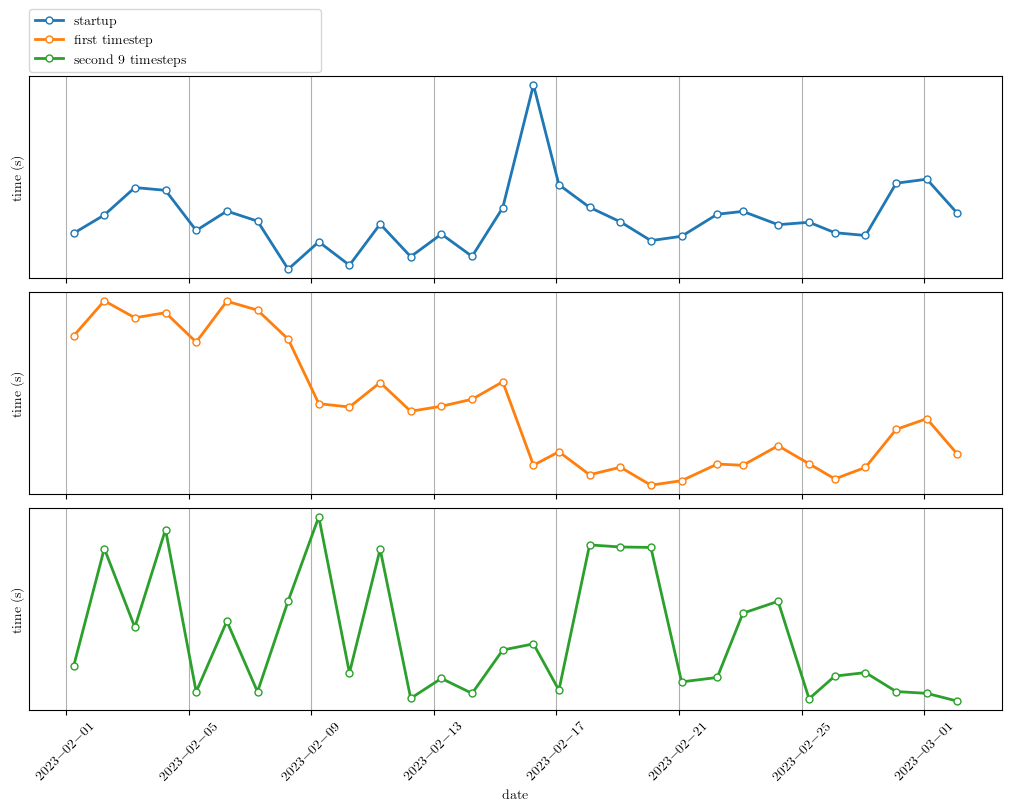 startup
first timestep
second 9 timesteps
time (s)
time (s)
time (s)
2023−02−01
2023−02−05
2023−02−09
2023−02−13
2023−02−17
2023−02−21
2023−02−25
2023−03−01
date